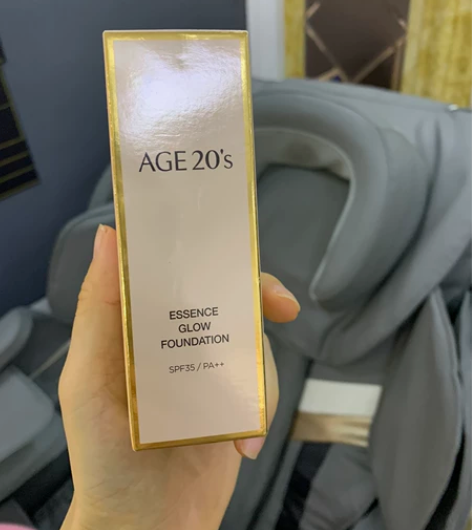 AGE 20's
ESSENCE
GLOW
FOUNDATION
SPF35 / PA++